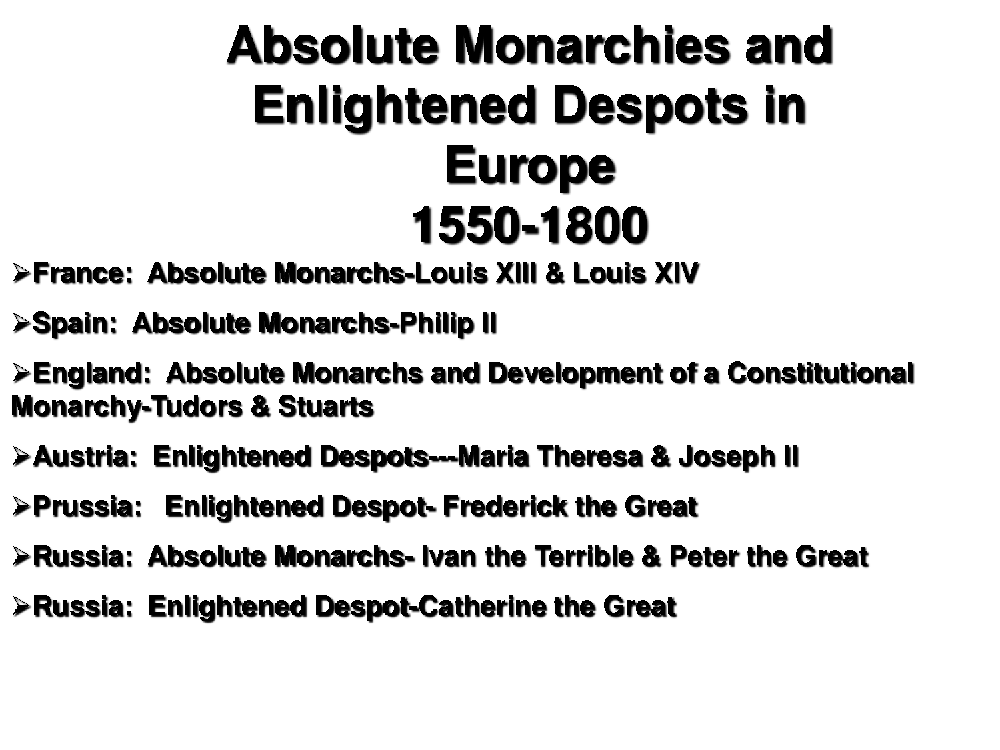 Absolute Monarchies and
Enlightened Despots in
Europe
1550-1800
➢France:  Absolute Monarchs-Louis XIII & Louis XIV
➢Spain:  Absolute Monarchs-Philip II
➢England:  Absolute Monarchs and Development of a Constitutional
Monarchy-Tudors & Stuarts
➢Austria:  Enlightened Despots---Maria Theresa & Joseph II
➢Prussia:   Enlightened Despot- Frederick the Great
➢Russia:  Absolute Monarchs- Ivan the Terrible & Peter the Great
➢Russia:  Enlightened Despot-Catherine the Great